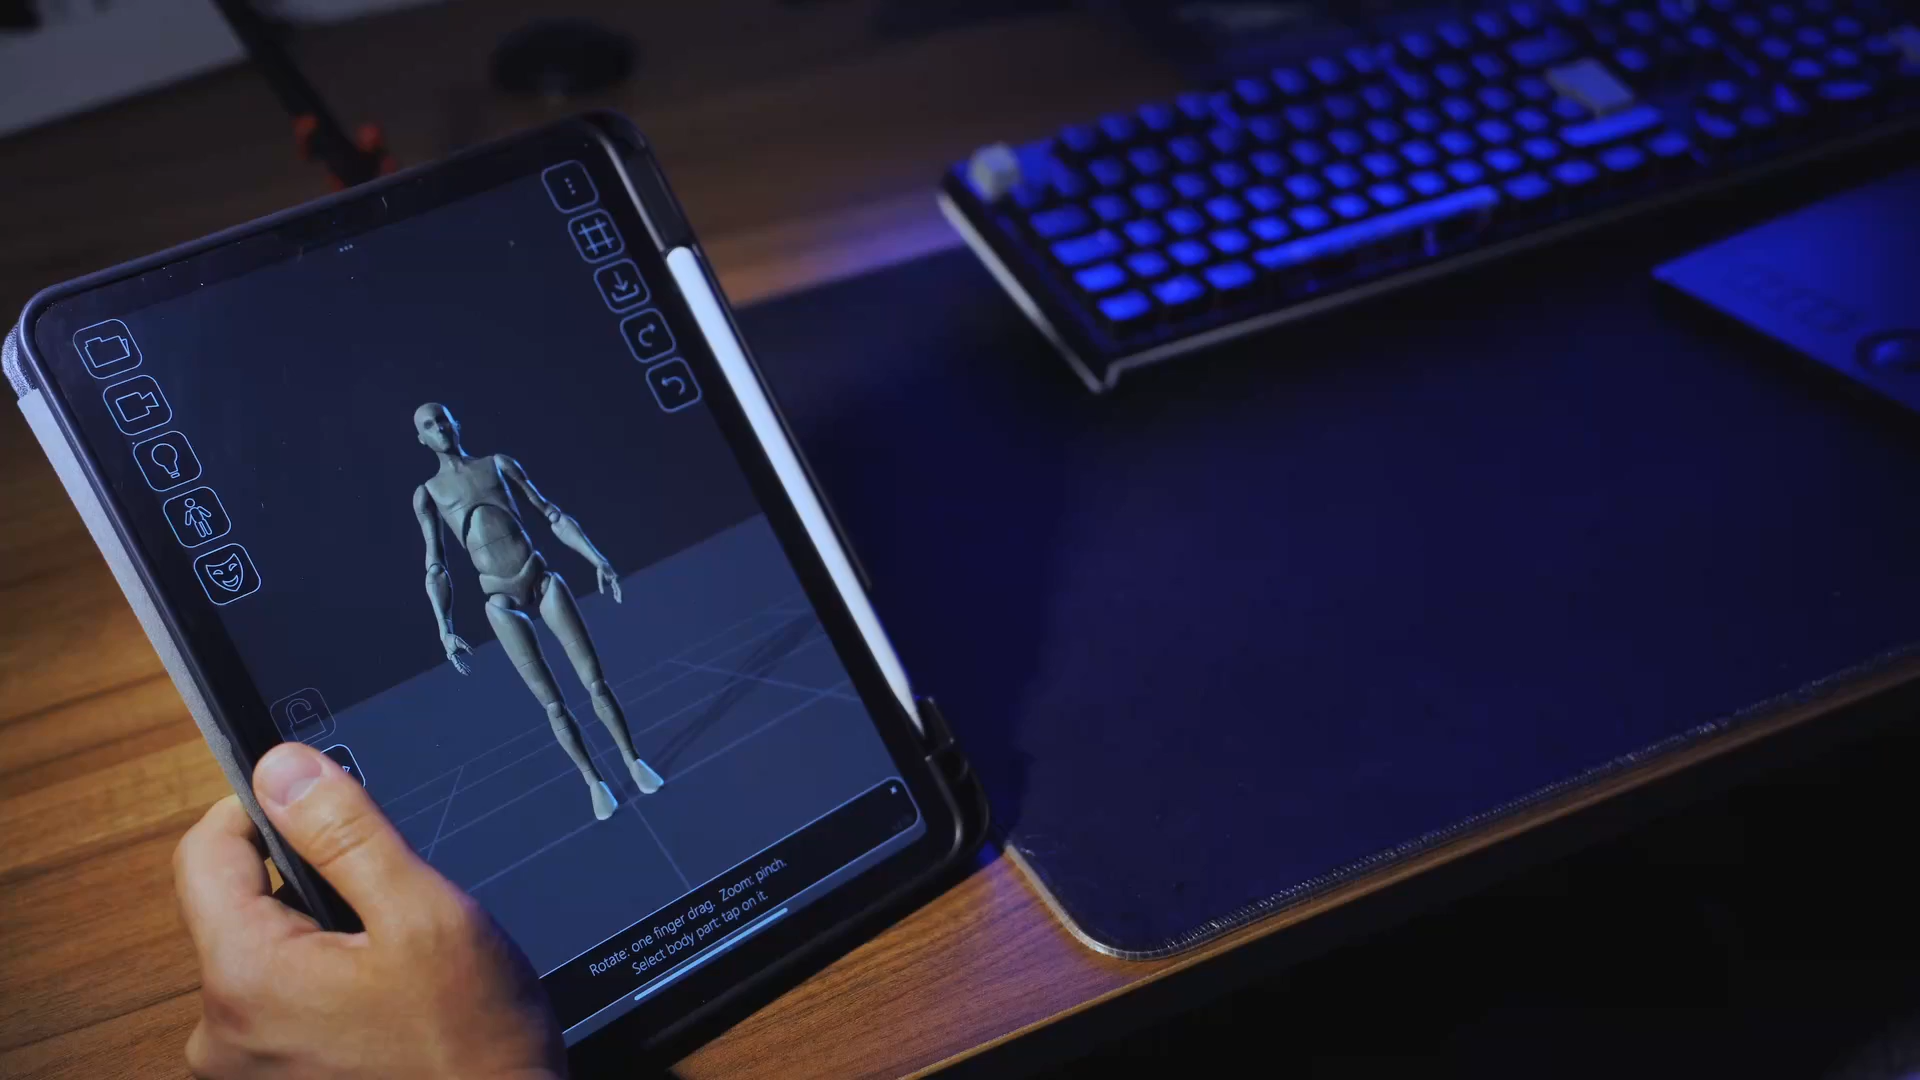 Rotate: one finger drag. Zoom: pinch.
Select body part: tap on it.